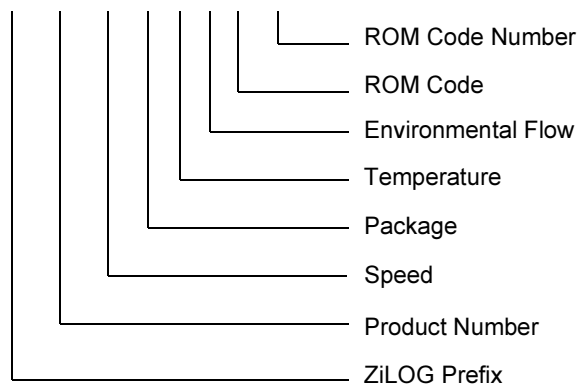 ROM Code Number
ROM Code
Environmental Flow
Temperature
Package
Speed
Product Number
ZiLOG Prefix